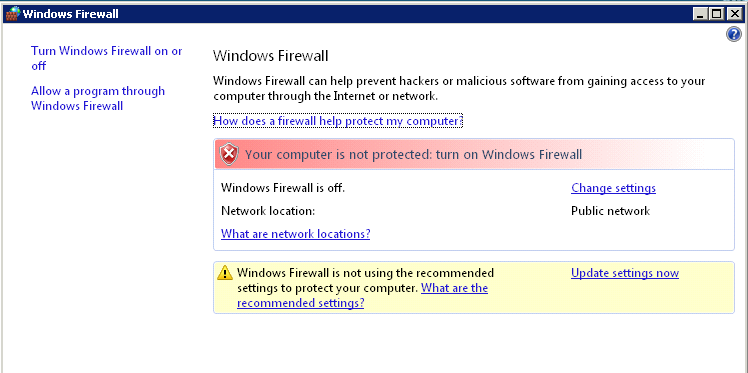 Windows Firewall
Turn Windows Firewall on or
off
Allow a program through
Windows Firewall
Windows Firewall
Windows Firewall can help prevent hackers or malicious software from gaining access to your
computer through the Internet or network.
How does a firewall help protect my computer?
Your computer is not protected: turn on Windows Firewall
Windows Firewall is off.
Change settings
Network location:
Public network
What are network locations?
Windows Firewall is not using the recommended
settings to protect your computer. What are the
recommended settings?
Update settings now